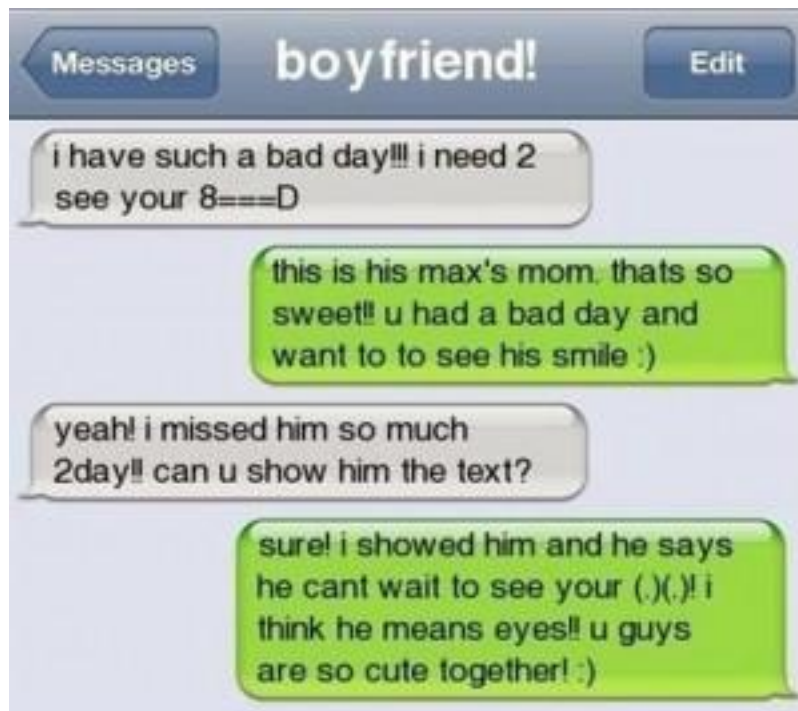 Messages boyfriend! Edit
i have such a bad day!!! i need 2
see your 8===D
this is his max's mom. thats so
sweet!! u had a bad day and
want to to see his smile :)
yeah! i missed him so much
2day!! can u show him the text?
sure! i showed him and he says
he cant wait to see your (.)(.)! i
think he means eyes!! u guys
are so cute together! :)